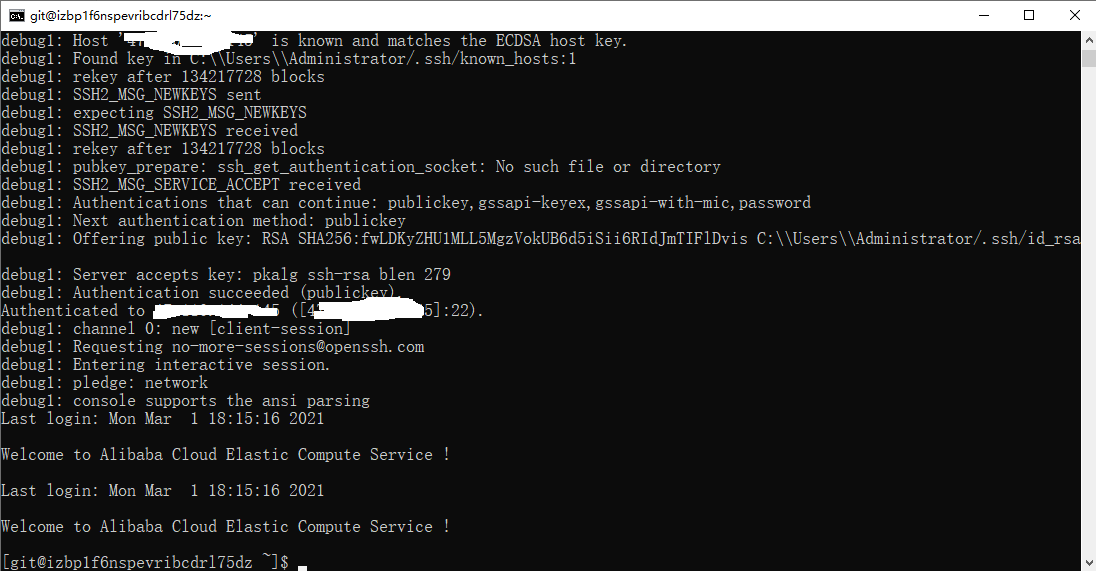 git@izbp1f6nspevribcdrl75dz:~
debug1: Host '4 ' is known and matches the ECDSA host key.
debug1: Found key in C:\\Users\\Administrator/.ssh/known_hosts:1
debug1: rekey after 134217728 blocks
debug1: SSH2_MSG_NEWKEYS sent
debug1: expecting SSH2_MSG_NEWKEYS
debug1: SSH2_MSG_NEWKEYS received
debug1: rekey after 134217728 blocks
debug1: pubkey_prepare: ssh_get_authentication_socket: No such file or directory
debug1: SSH2_MSG_SERVICE_ACCEPT received
debug1: Authentications that can continue: publickey,gssapi-keyex,gssapi-with-mic,password
debug1: Next authentication method: publickey
debug1: Offering public key: RSA SHA256:fwLDKyZHU1MLL5MgzVokUB6d5iSii6RIdJmTIFlDvis C:\\Users\\Administrator/.ssh/id_rsa
debug1: Server accepts key: pkalg ssh-rsa blen 279
debug1: Authentication succeeded (publickey).
Authenticated to ([4 5]:22).
debug1: channel 0: new [client-session]
debug1: Requesting no-more-sessions@openssh.com
debug1: Entering interactive session.
debug1: pledge: network
debug1: console supports the ansi parsing
Last login: Mon Mar  1 18:15:16 2021
Welcome to Alibaba Cloud Elastic Compute Service !
Last login: Mon Mar  1 18:15:16 2021
Welcome to Alibaba Cloud Elastic Compute Service !
[git@izbp1f6nspevribcdrl75dz ~]$